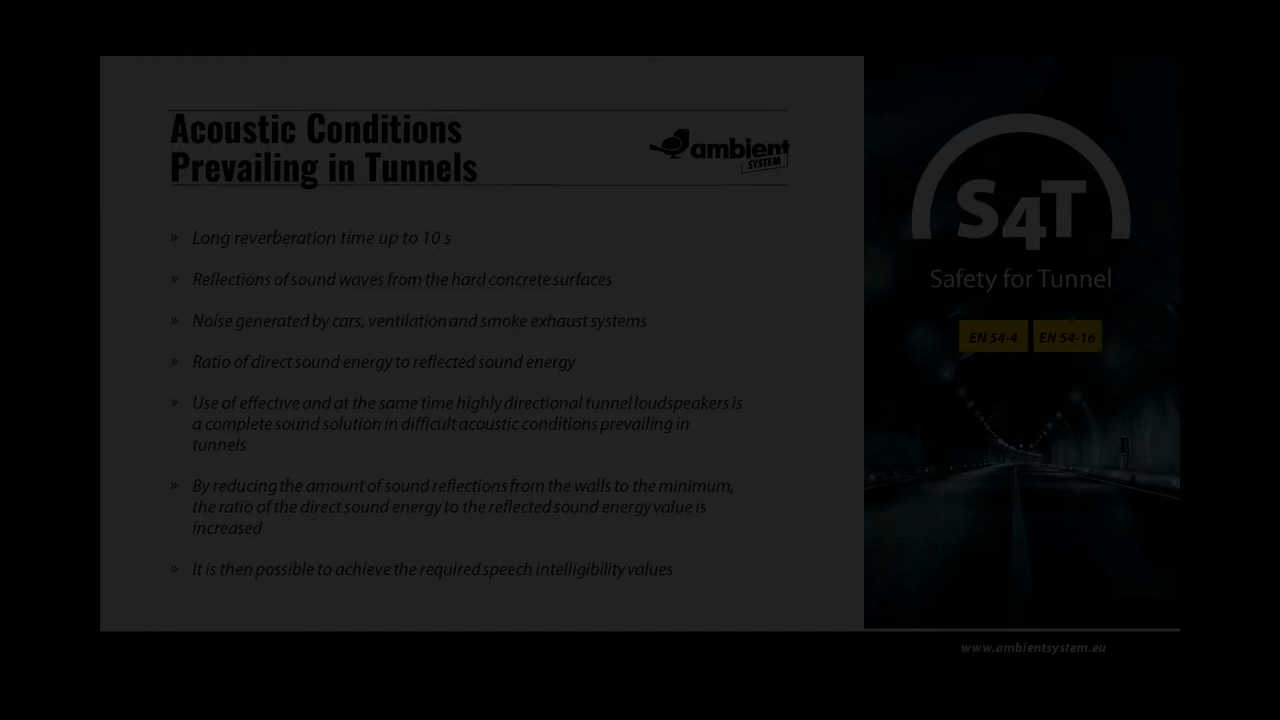 Acoustic Conditions
Prevailing in Tunnels
ambient
SYSTEM
» Long reverberation time up to 10 s
» Reflections of sound waves from the hard concrete surfaces
» Noise generated by cars, ventilation and smoke exhaust systems
» Ratio of direct sound energy to reflected sound energy
» Use of effective and at the same time highly directional tunnel loudspeakers is
a complete sound solution in difficult acoustic conditions prevailing in
tunnels
» By reducing the amount of sound reflections from the walls to the minimum,
the ratio of the direct sound energy to the reflected sound energy value is
increased
» It is then possible to achieve the required speech intelligibility values
S4T
Safety for Tunnel
EN 54-4 EN 54-16
www.ambientsystem.eu